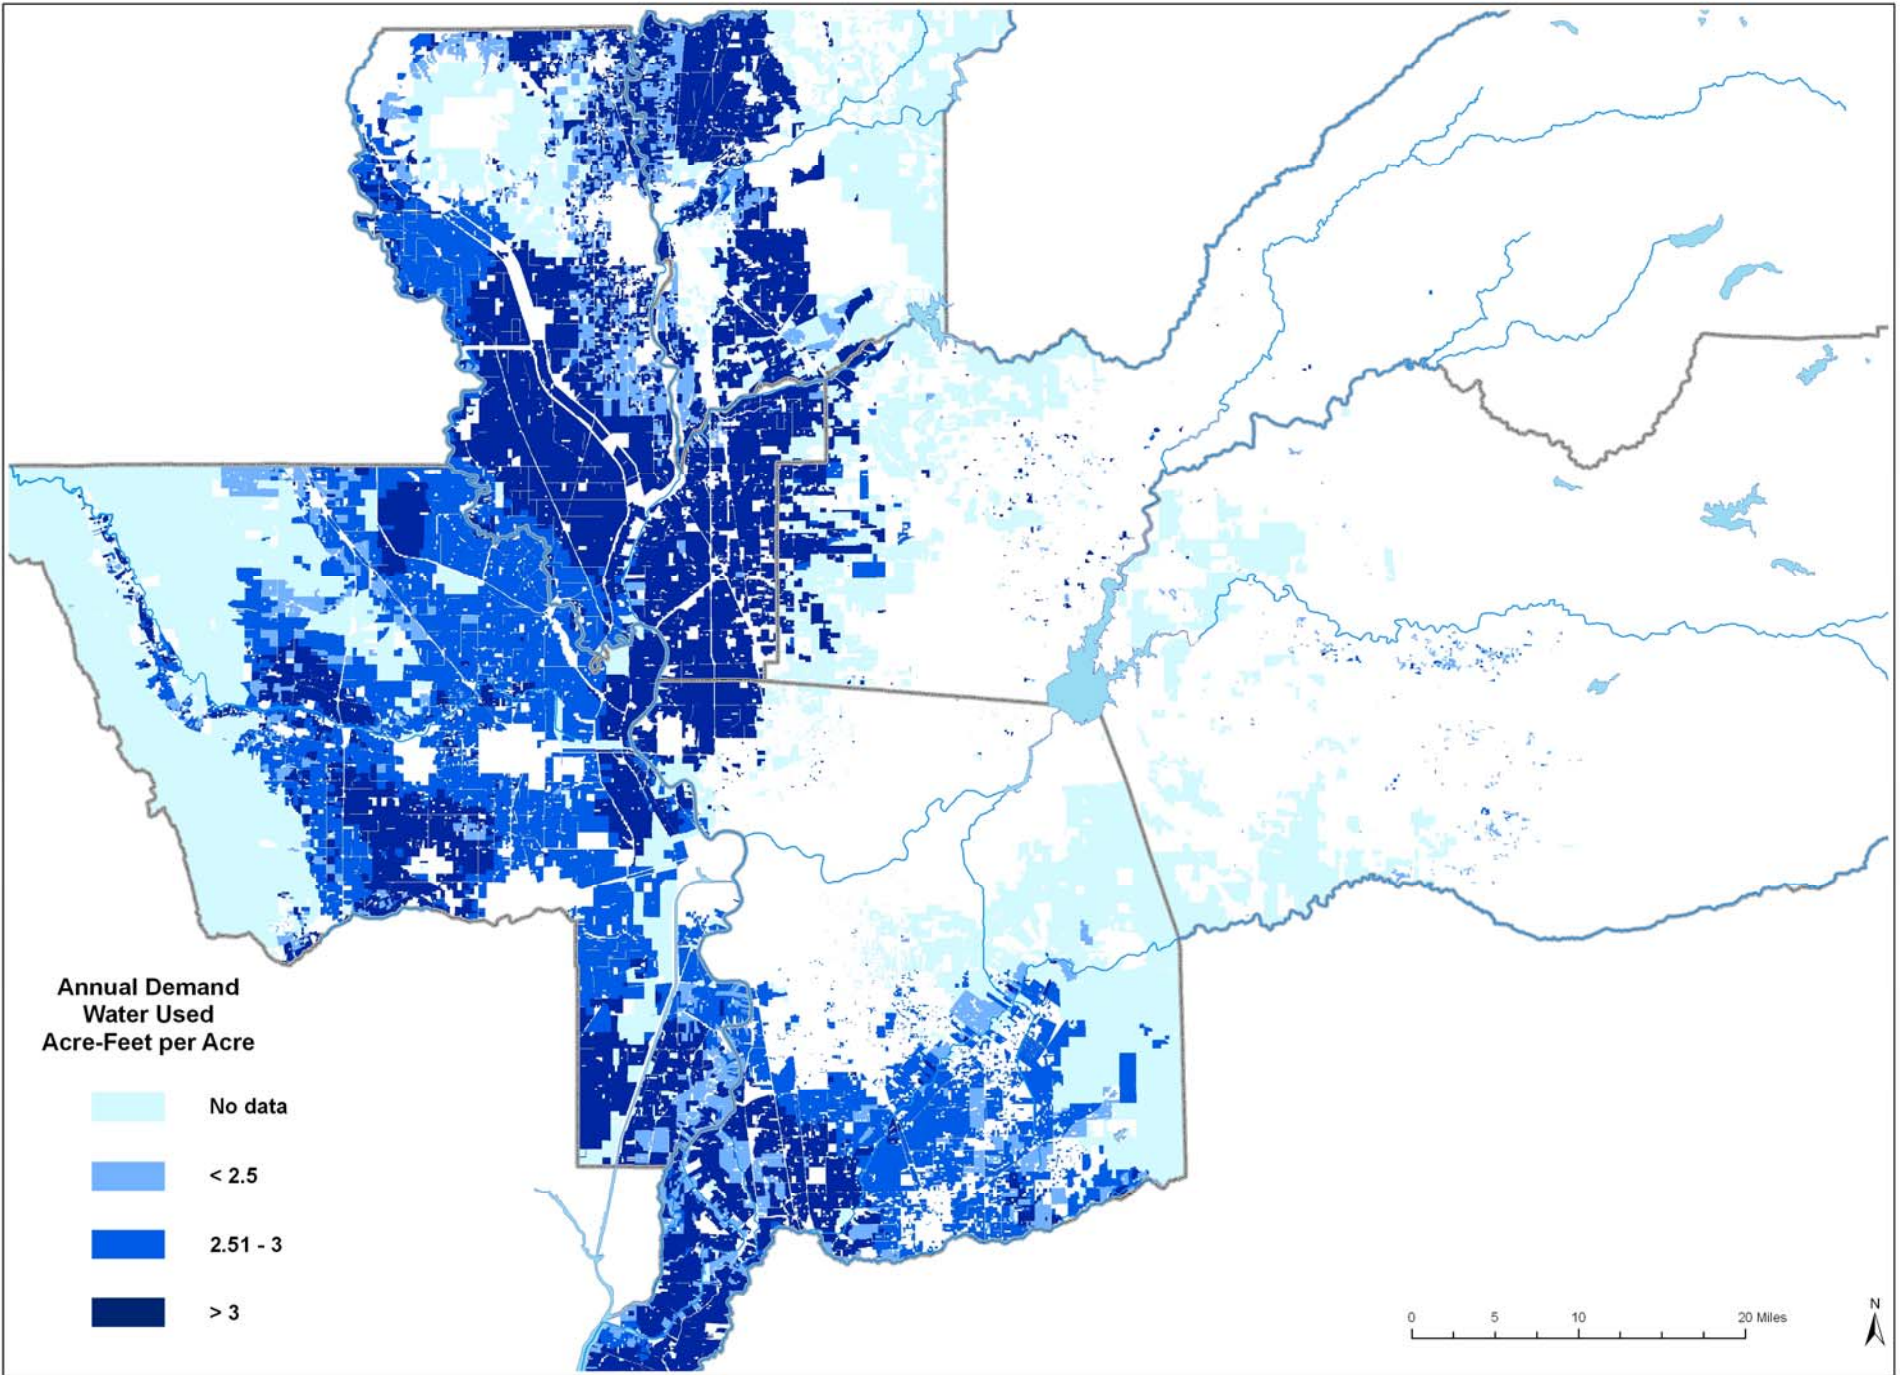 Annual Demand
Water Used
Acre-Feet per Acre
No data
< 2.5
2.51 - 3
> 3
0 5 10 20 Miles
N